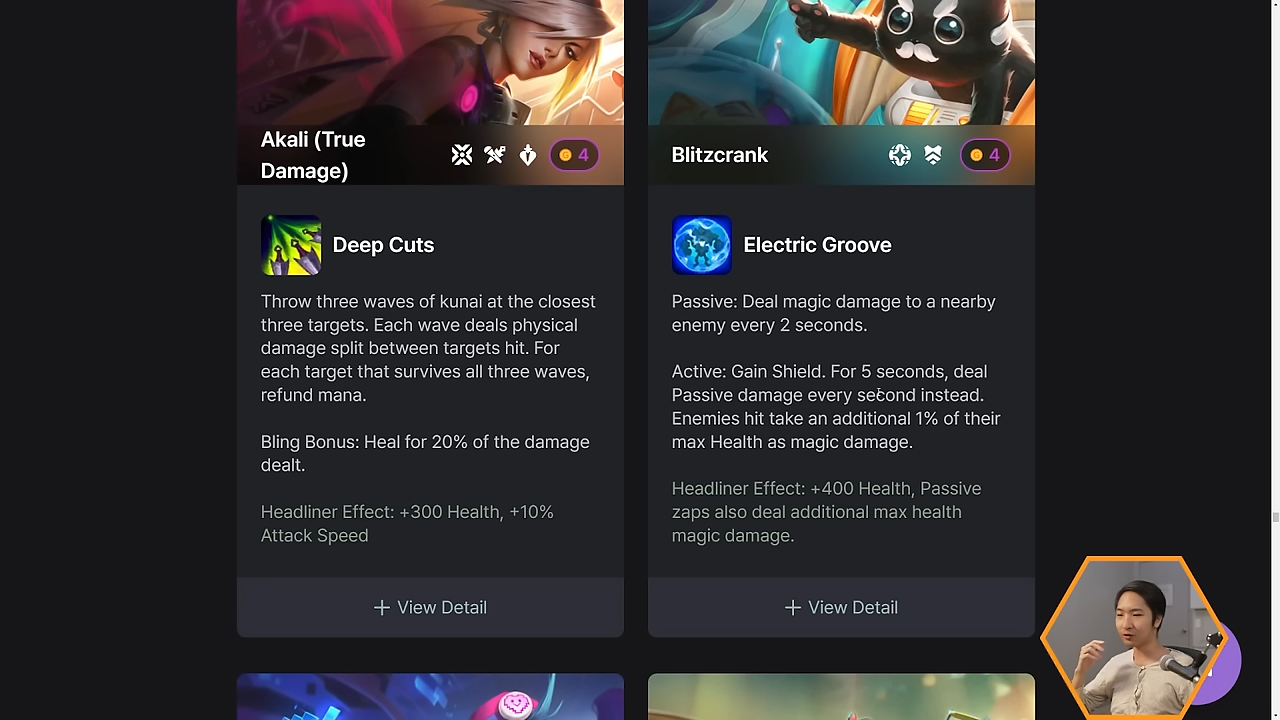 Akali (True
Damage)
4
Deep Cuts
Throw three waves of kunai at the closest
three targets. Each wave deals physical
damage split between targets hit. For
each target that survives all three waves,
refund mana.
Bling Bonus: Heal for 20% of the damage
dealt.
Headliner Effect: +300 Health, +10%
Attack Speed
+ View Detail
Blitzcrank
4
Electric Groove
Passive: Deal magic damage to a nearby
enemy every 2 seconds.
Active: Gain Shield. For 5 seconds, deal
Passive damage every second instead.
Enemies hit take an additional 1% of their
max Health as magic damage.
Headliner Effect: +400 Health, Passive
zaps also deal additional max health
magic damage.
+ View Detail